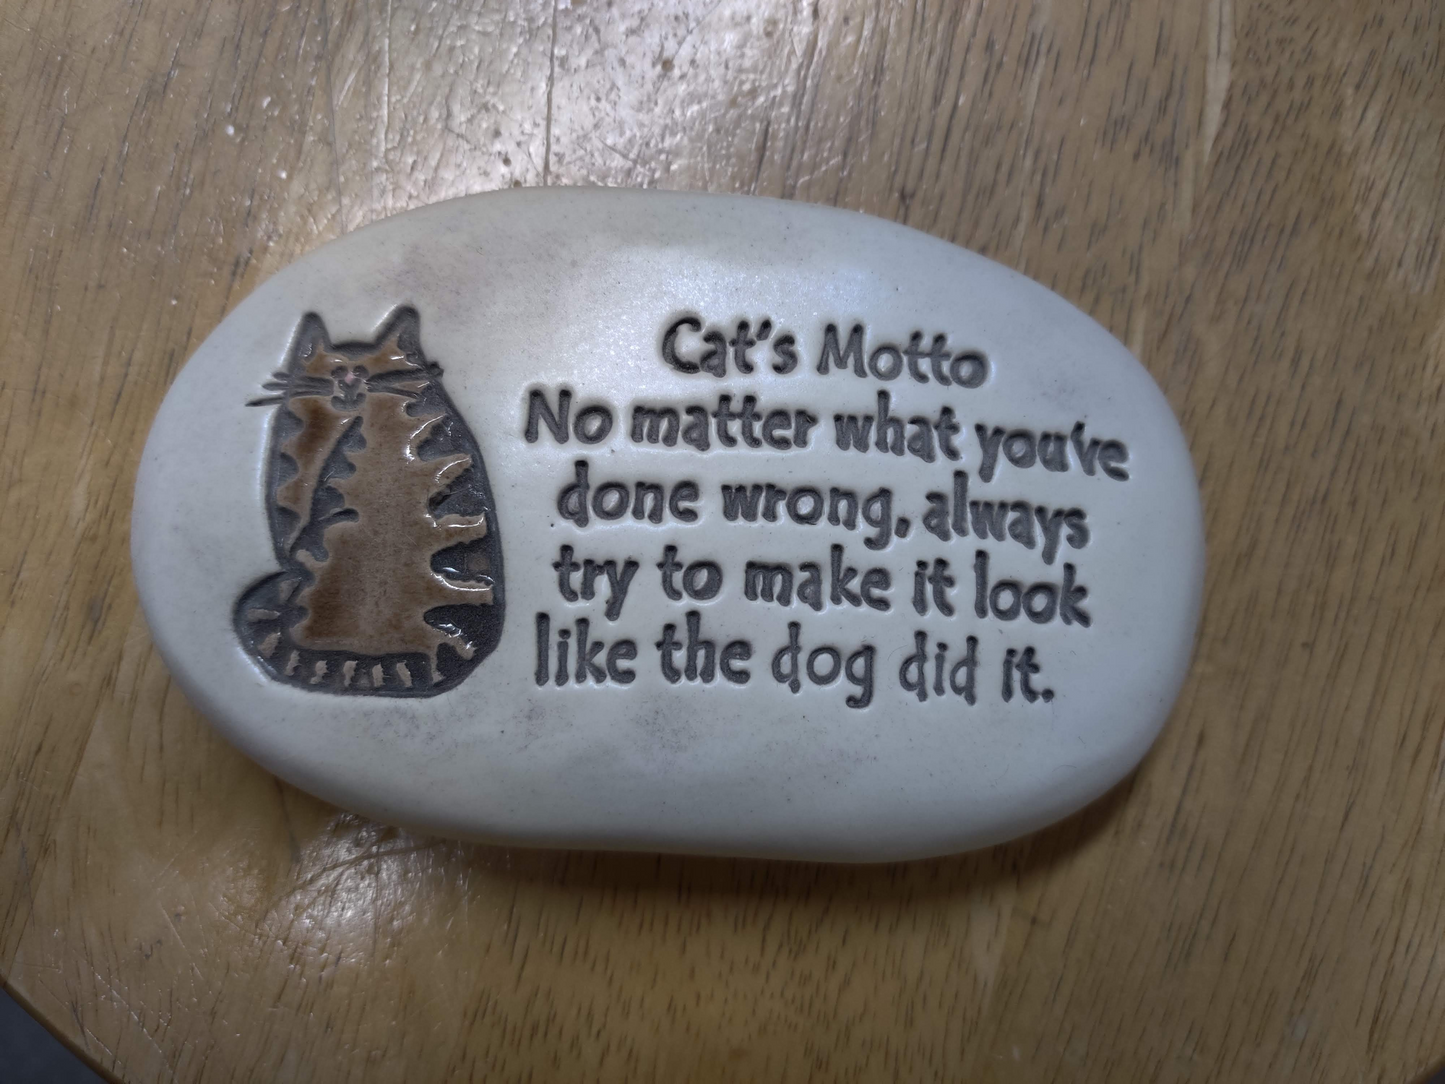 Cat's Motto
No matter what you've
done wrong, always
try to make it look
like the dog did it.